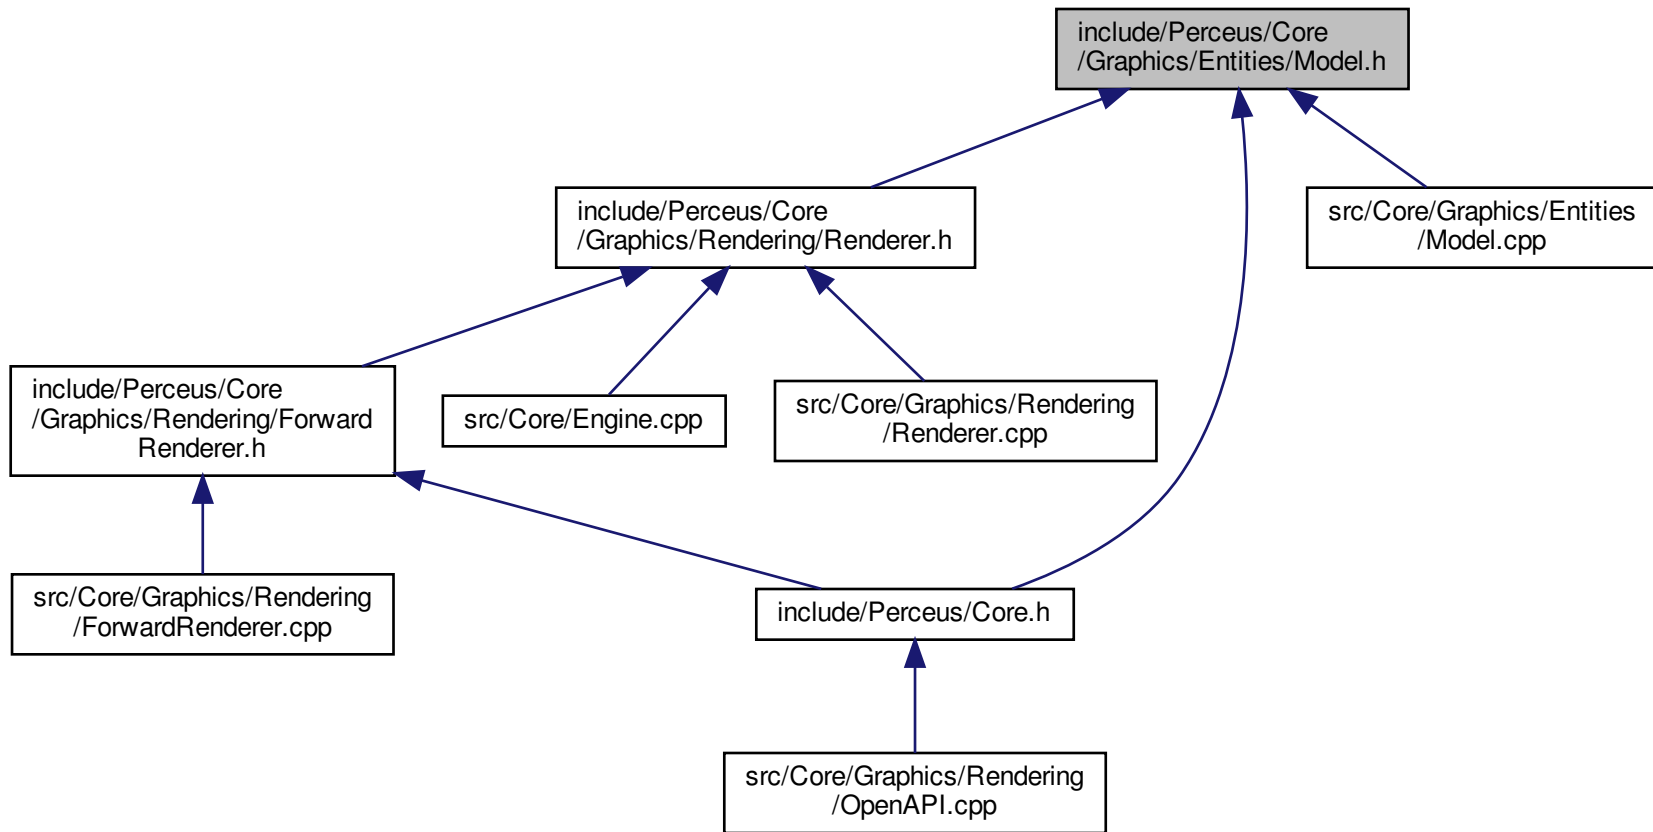 include/Perceus/Core
/Graphics/Entities/Model.h
include/Perceus/Core
/Graphics/Rendering/Renderer.h
src/Core/Graphics/Entities
/Model.cpp
include/Perceus/Core
/Graphics/Rendering/Forward
Renderer.h
src/Core/Engine.cpp
src/Core/Graphics/Rendering
/Renderer.cpp
src/Core/Graphics/Rendering
/ForwardRenderer.cpp
include/Perceus/Core.h
src/Core/Graphics/Rendering
/OpenAPI.cpp